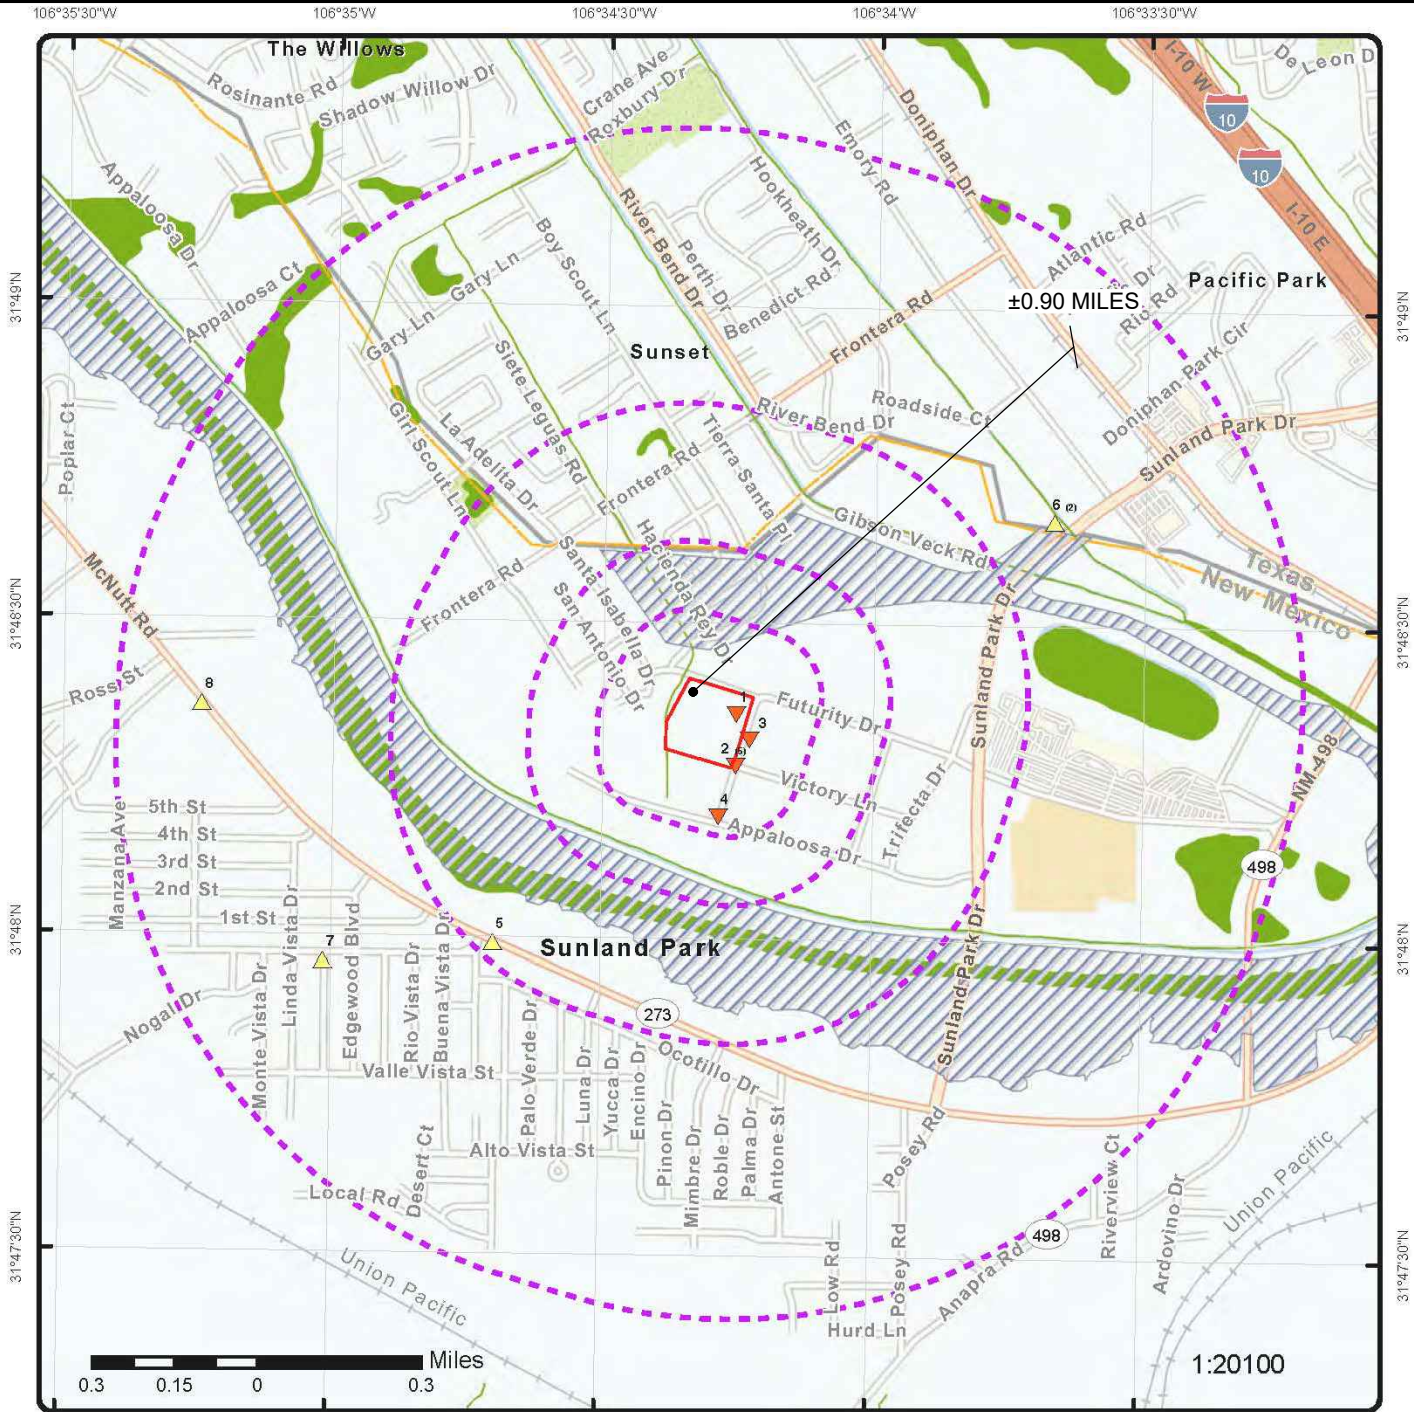 106°35'30"W
106°35'W
106°34'30"W
106°34'W
106°33'30"W
The Willows
Rosinante Rd
Shadow Willow Dr
Crane Ave
Roxbury Dr
Emory Rd
Doniphan Dr
I-10 W
De Leon D
10
10
I-10 E
Appaloosa Dr
Hookheath Dr
River Bend Dr
Perth Dr
Boy Scout Ln
Atlantic Rd
Appaloosa Ct
Gary Ln
Gary Ln
Benedict Rd
Frontera Rd
Rio Rd
Pacific Park
±0.90 MILES
31°49'N
31°49'N
Sunset
Siete Leguas Rd
Doniphan Park Cir
Roadside Ct
River Bend Dr
Sunland Park Dr
Poplar Ct
Girl Scout Ln
La Adelita Dr
Tierra Santa Pl
Frontera Rd
6 (2)
Gibson Veck Rd
Hacienda Rey Dr
McNutt Rd
Frontera Rd
Santa Isabella Dr
San Antonio Dr
Texas
New Mexico
31°48'30"N
31°48'30"N
Sunland Park Dr
Ross St
8
1
3
2 (5)
4
Futurity Dr
Victory Ln
Appaloosa Dr
Trifecta Dr
NM-498
5th St
4th St
3rd St
2nd St
1st St
Manzana Ave
Linda Vista Dr
498
31°48'N
31°48'N
5
7
Sunland Park
Sunland Park Dr
Edgewood Blvd
Rio Vista Dr
Buena Vista Dr
Monte Vista Dr
Nogal Dr
273
Ocotillo Dr
Valle Vista St
Palo Verde Dr
Luna Dr
Yucca Dr
Encino Dr
Pinon Dr
Mimbre Dr
Roble Dr
Palma Dr
Antone St
Posey Rd
Alto Vista St
Desert Ct
Local Rd
Riverview Ct
Ardovino Dr
Union Pacific
498
31°47'30"N
31°47'30"N
Union Pacific
Low Rd
Posey Rd
Anapra Rd
Hurd Ln
Miles
0.3
0.15
0
0.3
1:20100